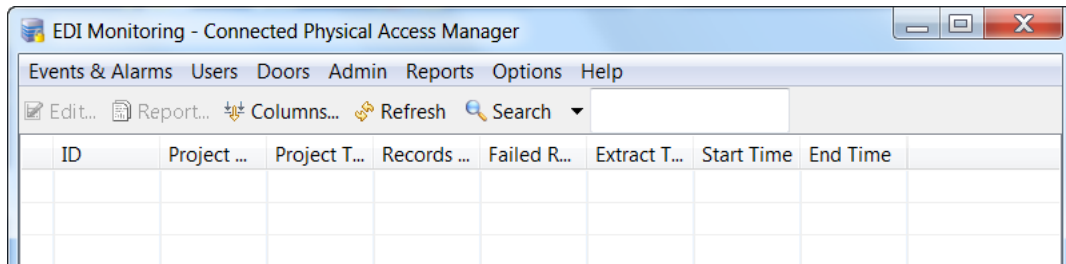 EDI Monitoring - Connected Physical Access Manager
Events & Alarms Users Doors Admin Reports Options Help
Edit... Report... Columns... Refresh Search
ID Project ... Project T... Records ... Failed R... Extract T... Start Time End Time